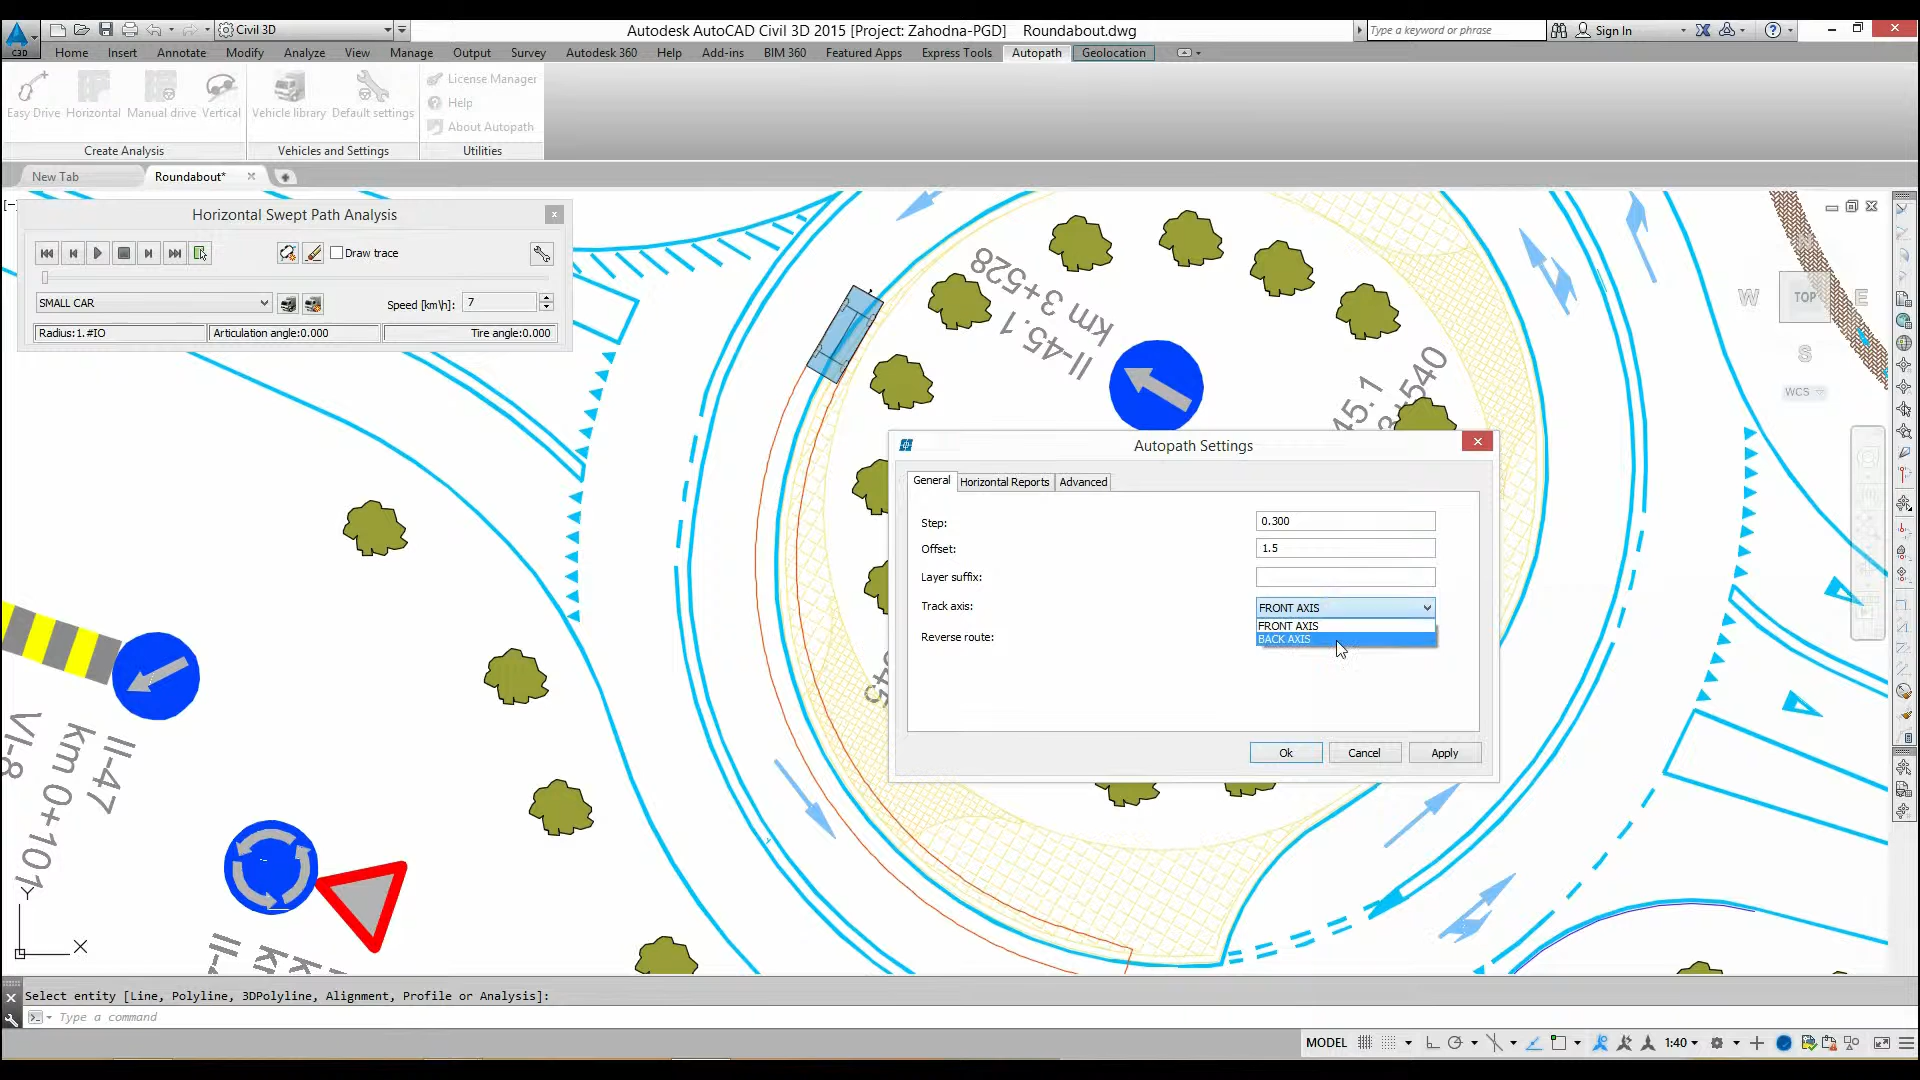 Civil 3D
Autodesk AutoCAD Civil 3D 2015 [Project: Zahodna-PGD] Roundabout.dwg
Type a keyword or phrase
Sign In
C3D
Home Insert Annotate Modify Analyze View Manage Output Survey Autodesk 360 Help Add-ins BIM 360 Featured Apps Express Tools Autopath Geolocation
Easy Drive Horizontal Manual drive Vertical
Vehicle library Default settings
License Manager
Help
About Autopath
Create Analysis
Vehicles and Settings
Utilities
New Tab
Roundabout*
Horizontal Swept Path Analysis
Draw trace
SMALL CAR
Speed [km\h]: 7
Radius:1.#IO
Articulation angle:0.000
Tire angle:0.000
II-45.1
km 3+528
45.1
TOP
W
E
S
WCS
Autopath Settings
General Horizontal Reports Advanced
Step: 0.300
Offset: 1.5
Layer suffix:
Track axis: FRONT AXIS
FRONT AXIS
BACK AXIS
Reverse route:
Ok Cancel Apply
II-47
km 0+101
VI-8
Y
X
Select entity [Line, Polyline, 3DPolyline, Alignment, Profile or Analysis]:
Type a command
MODEL
1:40